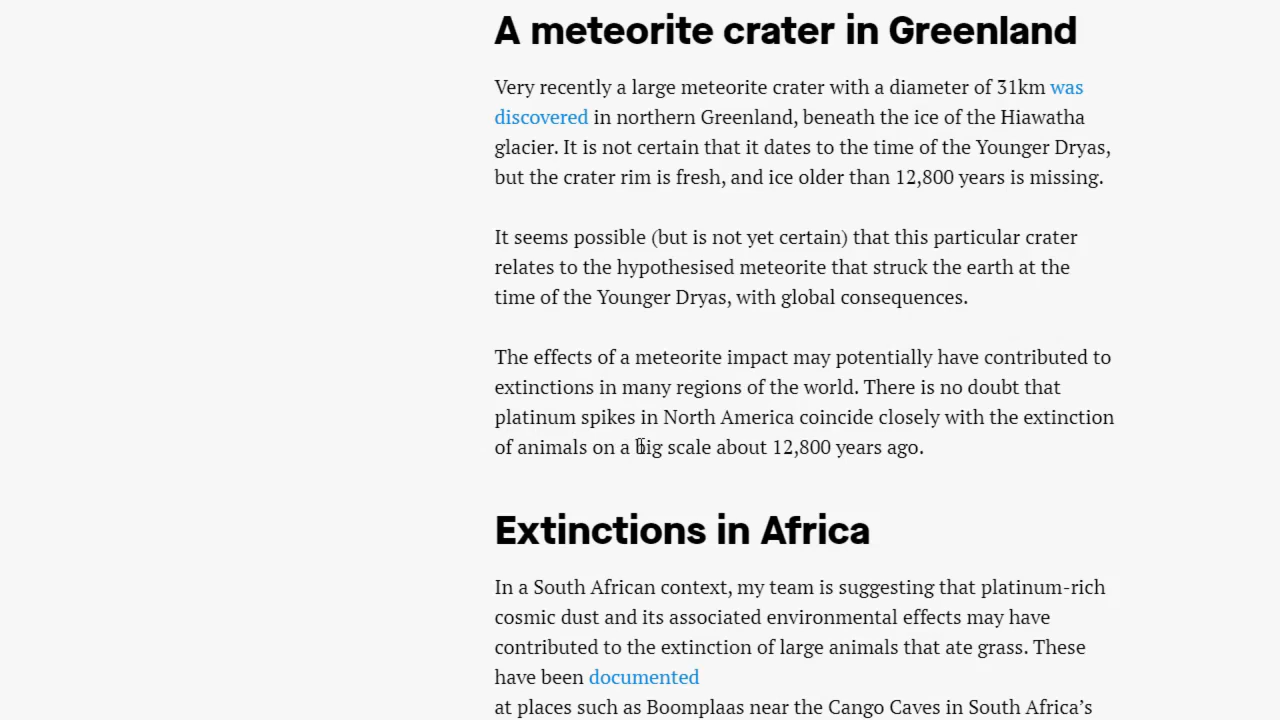 A meteorite crater in Greenland
Very recently a large meteorite crater with a diameter of 31km was
discovered in northern Greenland, beneath the ice of the Hiawatha
glacier. It is not certain that it dates to the time of the Younger Dryas,
but the crater rim is fresh, and ice older than 12,800 years is missing.
It seems possible (but is not yet certain) that this particular crater
relates to the hypothesised meteorite that struck the earth at the
time of the Younger Dryas, with global consequences.
The effects of a meteorite impact may potentially have contributed to
extinctions in many regions of the world. There is no doubt that
platinum spikes in North America coincide closely with the extinction
of animals on a big scale about 12,800 years ago.
Extinctions in Africa
In a South African context, my team is suggesting that platinum-rich
cosmic dust and its associated environmental effects may have
contributed to the extinction of large animals that ate grass. These
have been documented
at places such as Boomplaas near the Cango Caves in South Africa’s